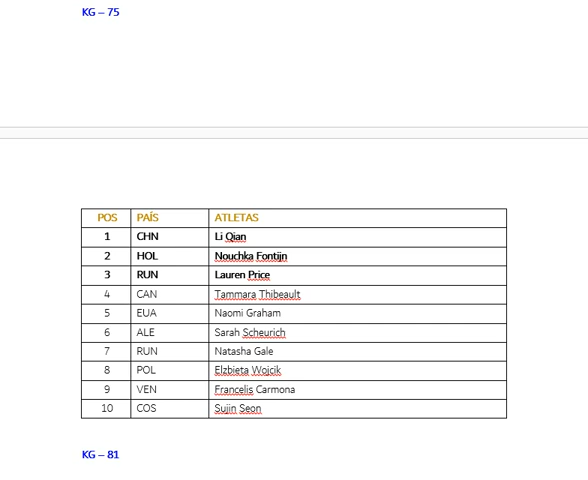 KG – 75
POS PAÍS ATLETAS
1 CHN Li Qian
2 HOL Nouchka Fontijn
3 RUN Lauren Price
4 CAN Tammara Thibeault
5 EUA Naomi Graham
6 ALE Sarah Scheurich
7 RUN Natasha Gale
8 POL Elzbieta Wojcik
9 VEN Francelis Carmona
10 COS Sujin Seon
KG – 81